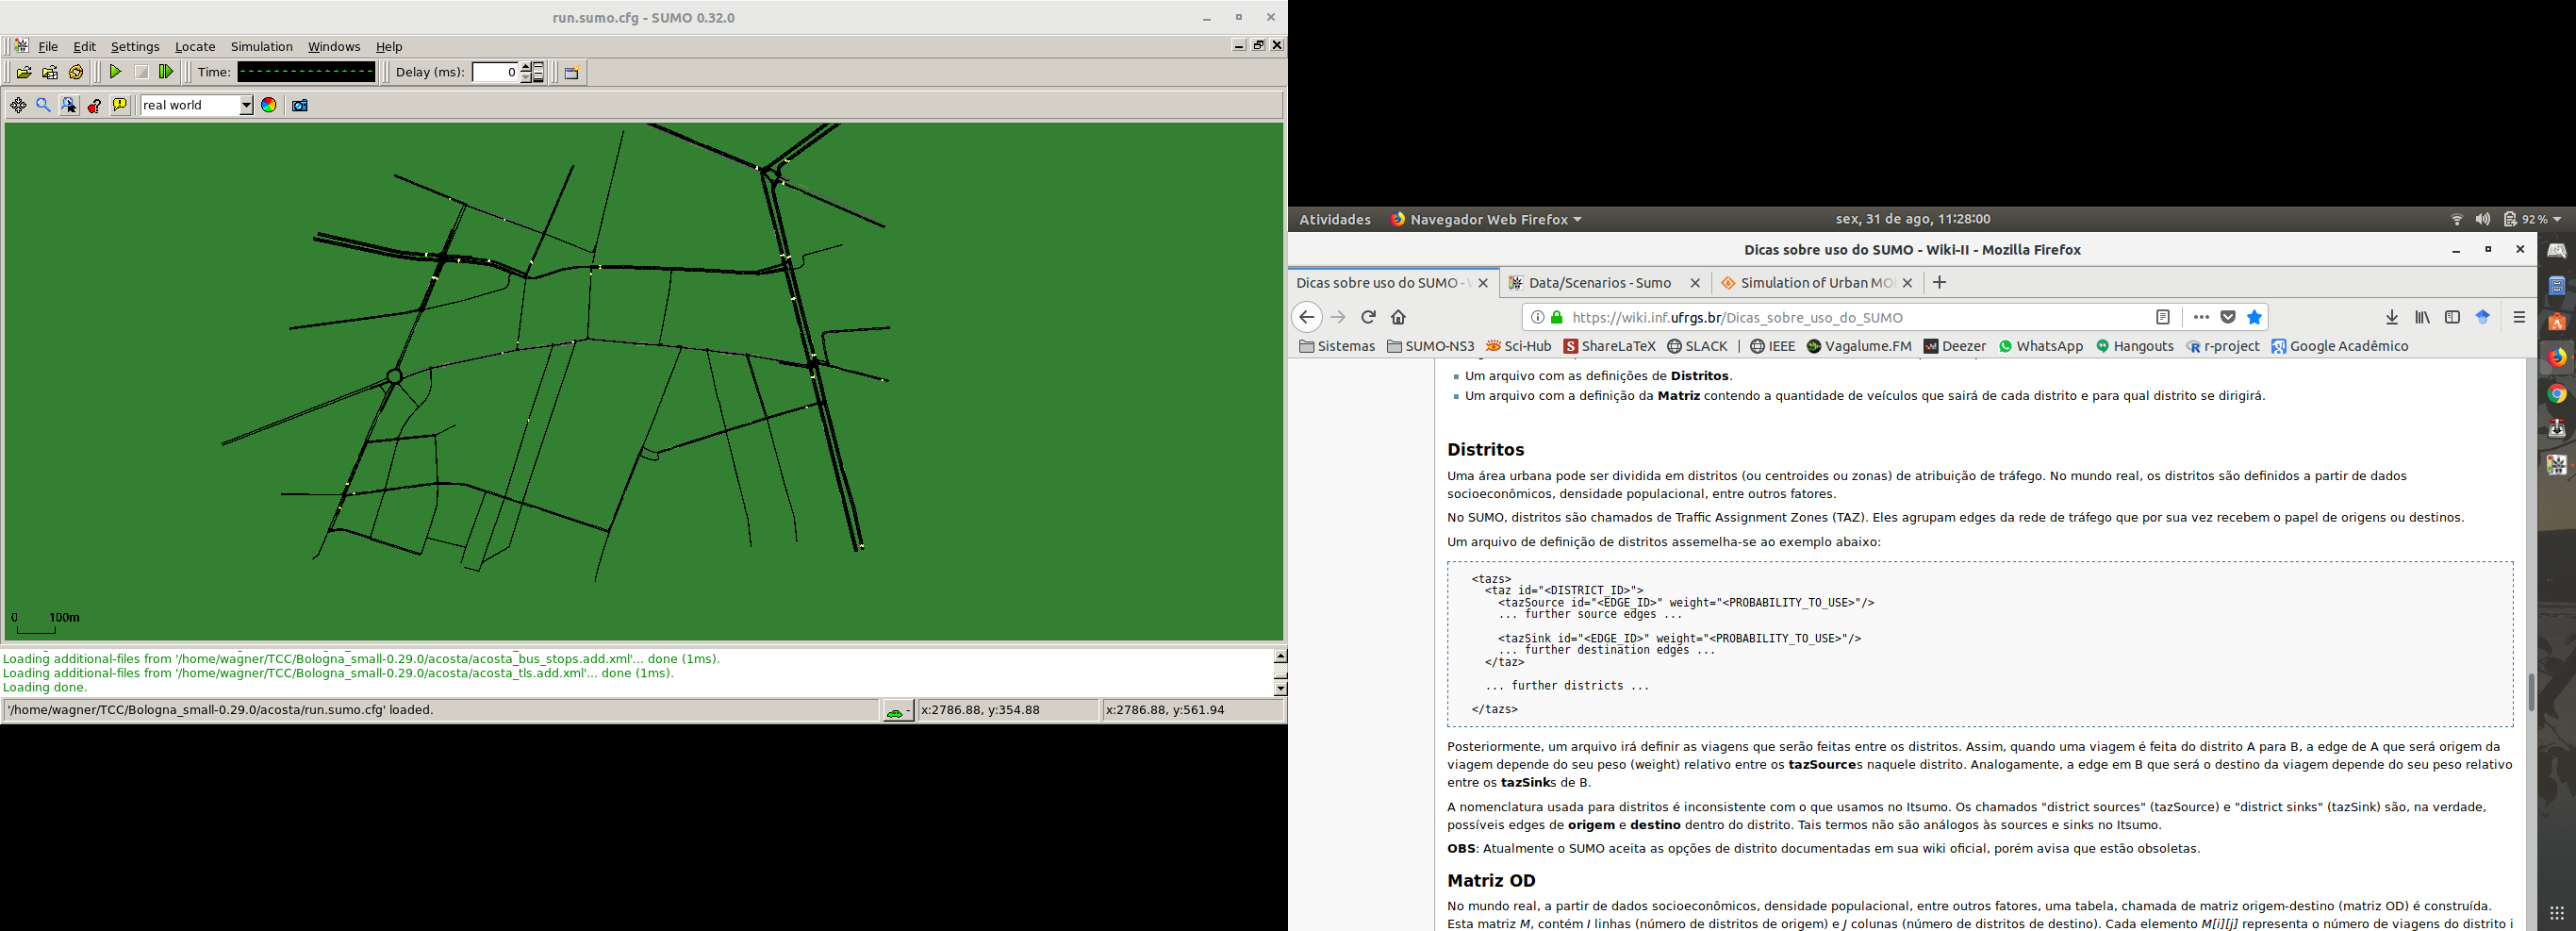 run.sumo.cfg - SUMO 0.32.0
File Edit Settings Locate Simulation Windows Help
Time: Delay (ms): 0
real world
0 100m
Loading additional-files from '/home/wagner/TCC/Bologna_small-0.29.0/acosta/acosta_bus_stops.add.xml'... done (1ms).
Loading additional-files from '/home/wagner/TCC/Bologna_small-0.29.0/acosta/acosta_tls.add.xml'... done (1ms).
Loading done.
'/home/wagner/TCC/Bologna_small-0.29.0/acosta/run.sumo.cfg' loaded.
x:2786.88, y:354.88
x:2786.88, y:561.94
Atividades Navegador Web Firefox sex, 31 de ago, 11:28:00 92%
Dicas sobre uso do SUMO - Wiki-II - Mozilla Firefox
Dicas sobre uso do SUMO - Data/Scenarios - Sumo Simulation of Urban MO
https://wiki.inf.ufrgs.br/Dicas_sobre_uso_do_SUMO
Sistemas SUMO-NS3 Sci-Hub ShareLaTeX SLACK | IEEE Vagalume.FM Deezer WhatsApp Hangouts r-project Google Acadêmico
Um arquivo com as definições de Distritos.
Um arquivo com a definição da Matriz contendo a quantidade de veículos que sairá de cada distrito e para qual distrito se dirigirá.
Distritos
Uma área urbana pode ser dividida em distritos (ou centroides ou zonas) de atribuição de tráfego. No mundo real, os distritos são definidos a partir de dados
socioeconômicos, densidade populacional, entre outros fatores.
No SUMO, distritos são chamados de Traffic Assignment Zones (TAZ). Eles agrupam edges da rede de tráfego que por sua vez recebem o papel de origens ou destinos.
Um arquivo de definição de distritos assemelha-se ao exemplo abaixo:
<tazs>
<taz id="<DISTRICT_ID>">
<tazSource id="<EDGE_ID>" weight="<PROBABILITY_TO_USE>"/>
... further source edges ...
<tazSink id="<EDGE_ID>" weight="<PROBABILITY_TO_USE>"/>
... further destination edges ...
</taz>
... further districts ...
</tazs>
Posteriormente, um arquivo irá definir as viagens que serão feitas entre os distritos. Assim, quando uma viagem é feita do distrito A para B, a edge de A que será origem da
viagem depende do seu peso (weight) relativo entre os tazSources naquele distrito. Analogamente, a edge em B que será o destino da viagem depende do seu peso relativo
entre os tazSinks de B.
A nomenclatura usada para distritos é inconsistente com o que usamos no Itsumo. Os chamados "district sources" (tazSource) e "district sinks" (tazSink) são, na verdade,
possíveis edges de origem e destino dentro do distrito. Tais termos não são análogos às sources e sinks no Itsumo.
OBS: Atualmente o SUMO aceita as opções de distrito documentadas em sua wiki oficial, porém avisa que estão obsoletas.
Matriz OD
No mundo real, a partir de dados socioeconômicos, densidade populacional, entre outros fatores, uma tabela, chamada de matriz origem-destino (matriz OD) é construída.
Esta matriz M, contém I linhas (número de distritos de origem) e J colunas (número de distritos de destino). Cada elemento M[i][j] representa o número de viagens do distrito i